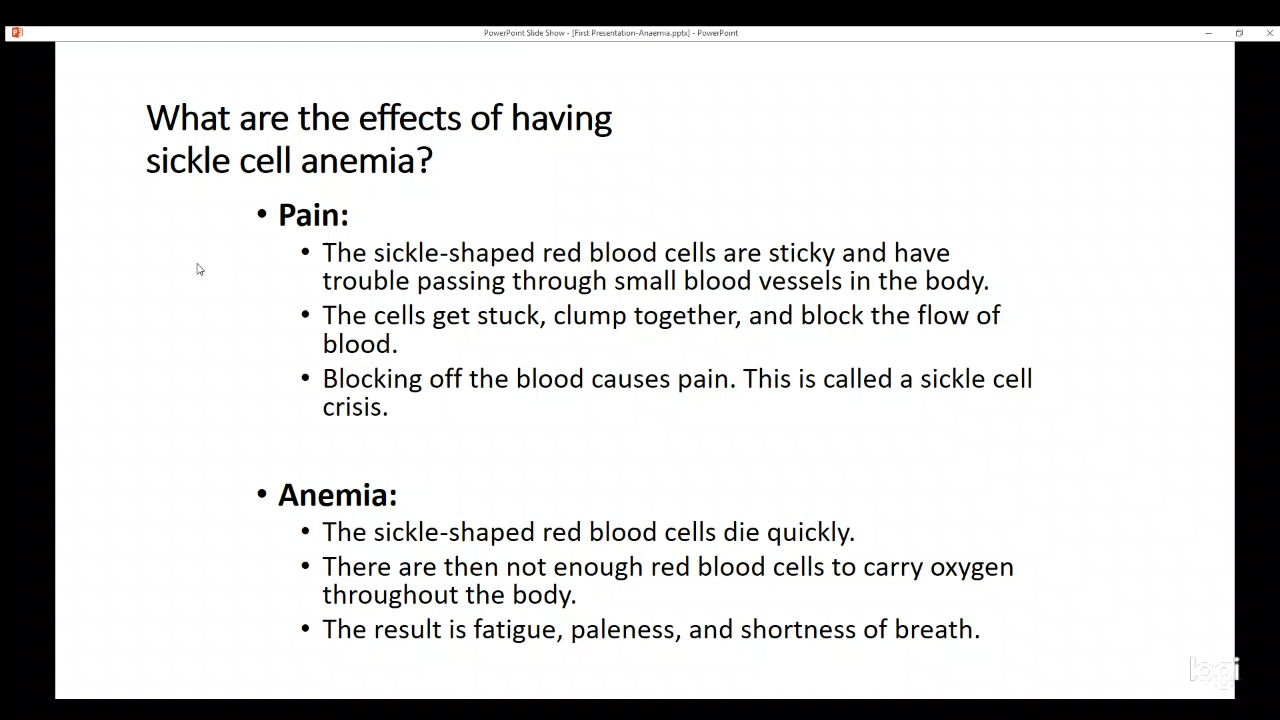 PowerPoint Slide Show - [First Presentation-Anaemia.pptx] - PowerPoint
What are the effects of having
sickle cell anemia?
• Pain:
• The sickle-shaped red blood cells are sticky and have
trouble passing through small blood vessels in the body.
• The cells get stuck, clump together, and block the flow of
blood.
• Blocking off the blood causes pain. This is called a sickle cell
crisis.
• Anemia:
• The sickle-shaped red blood cells die quickly.
• There are then not enough red blood cells to carry oxygen
throughout the body.
• The result is fatigue, paleness, and shortness of breath.
logi